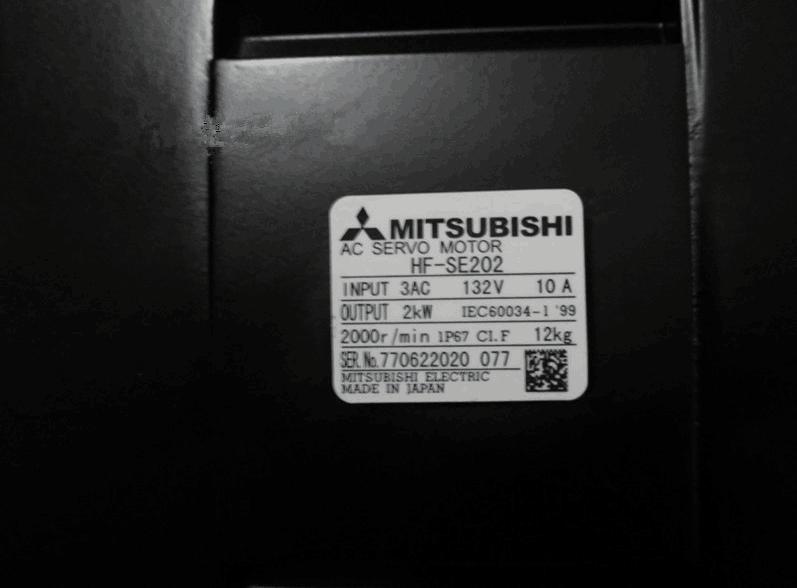 MITSUBISHI
AC SERVO MOTOR
HF-SE202
INPUT 3AC 132V 10 A
OUTPUT 2kW IEC60034-1 '99
2000r/min IP67 CI.F 12kg
SER.No.770622020 077
MITSUBISHI ELECTRIC
MADE IN JAPAN